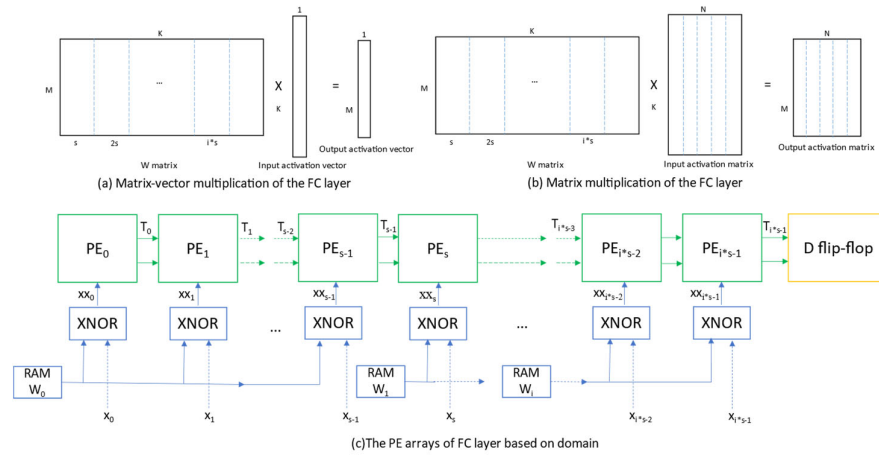 K
1
1
M
...
X
=
K
M
s
2s
i*s
Output activation vector
W matrix
Input activation vector
(a) Matrix-vector multiplication of the FC layer
K
N
N
M
...
X
=
K
M
s
2s
i*s
W matrix
Input activation matrix
Output activation matrix
(b) Matrix multiplication of the FC layer
PE0
T0
PE1
T1
Ts-2
PEs-1
Ts-1
PEs
Ti*s-3
PEi*s-2
PEi*s-1
Ti*s-1
D flip-flop
xx0
xx1
xxs-1
xxs
xxi*s-2
xxi*s-1
XNOR
XNOR
...
XNOR
XNOR
...
XNOR
XNOR
RAM
W0
RAM
W1
RAM
Wi
x0
x1
xs-1
xs
xi*s-2
xi*s-1
(c)The PE arrays of FC layer based on domain